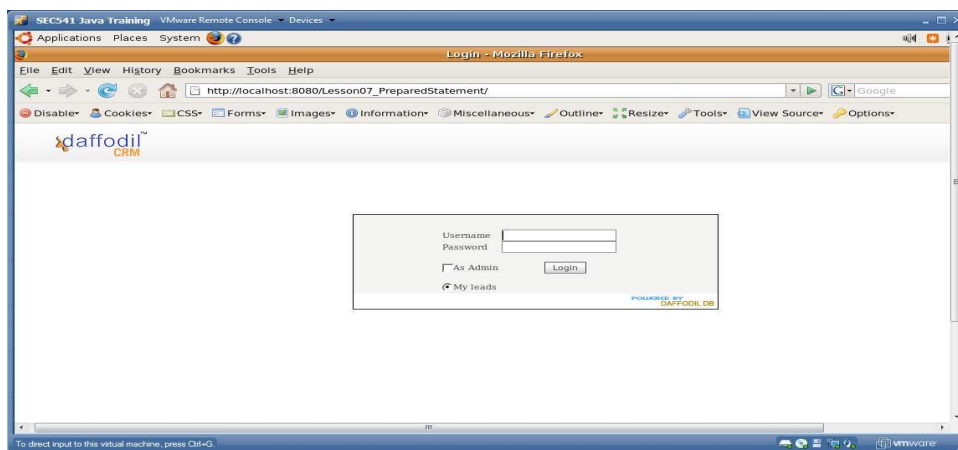 SEC541 Java Training VMware Remote Console Devices
Applications Places System
Login - Mozilla Firefox
File Edit View History Bookmarks Tools Help
http://localhost:8080/Lesson07_PreparedStatement/ G Google
Disable Cookies CSS Forms Images Information Miscellaneous Outline Resize Tools View Source Options
daffodil™
CRM
Username
Password
As Admin Login
My leads
POWERED BY
DAFFODIL DB
To direct input to this virtual machine, press Ctrl+G.
vmware